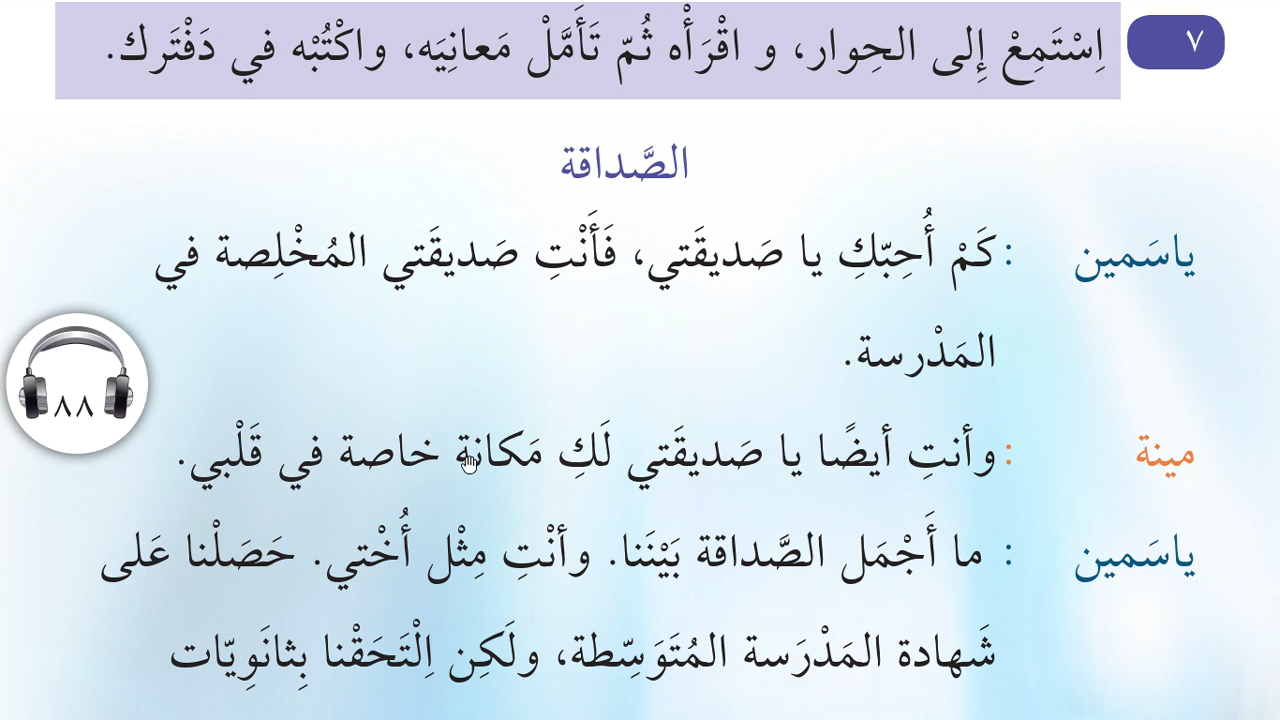 ٧ اِسْتَمِعْ إِلى الحِوار، و اقْرَأْه ثُمّ تَأَمَّلْ مَعانِيَه، واكْتُبْه في دَفْتَرك.
الصَّداقة
ياسَمين : كَمْ أُحِبّكِ يا صَديقَتي، فَأَنْتِ صَديقَتي المُخْلِصة في
المَدْرسة.
٨٨
مينة : وأنتِ أيضًا يا صَديقَتي لَكِ مَكانة خاصة في قَلْبي.
ياسَمين : ما أَجْمَل الصَّداقة بَيْنَنا. وأنْتِ مِثْل أُخْتي. حَصَلْنا عَلى
شَهادة المَدْرَسة المُتَوَسِّطة، ولَكِن اِلْتَحَقْنا بِثانَوِيّات